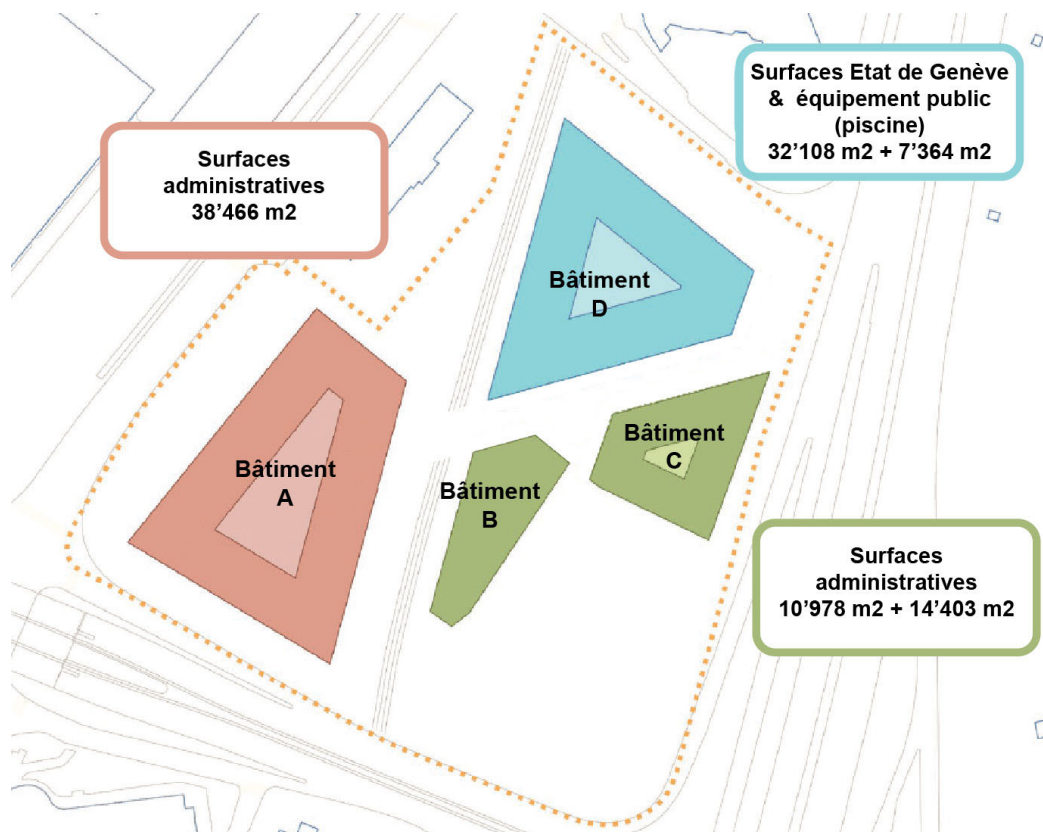 Surfaces Etat de Genève
& équipement public
(piscine)
32’108 m2 + 7’364 m2
Surfaces
administratives
38’466 m2
Bâtiment
D
Bâtiment
A
Bâtiment
B
Bâtiment
C
Surfaces
administratives
10’978 m2 + 14’403 m2